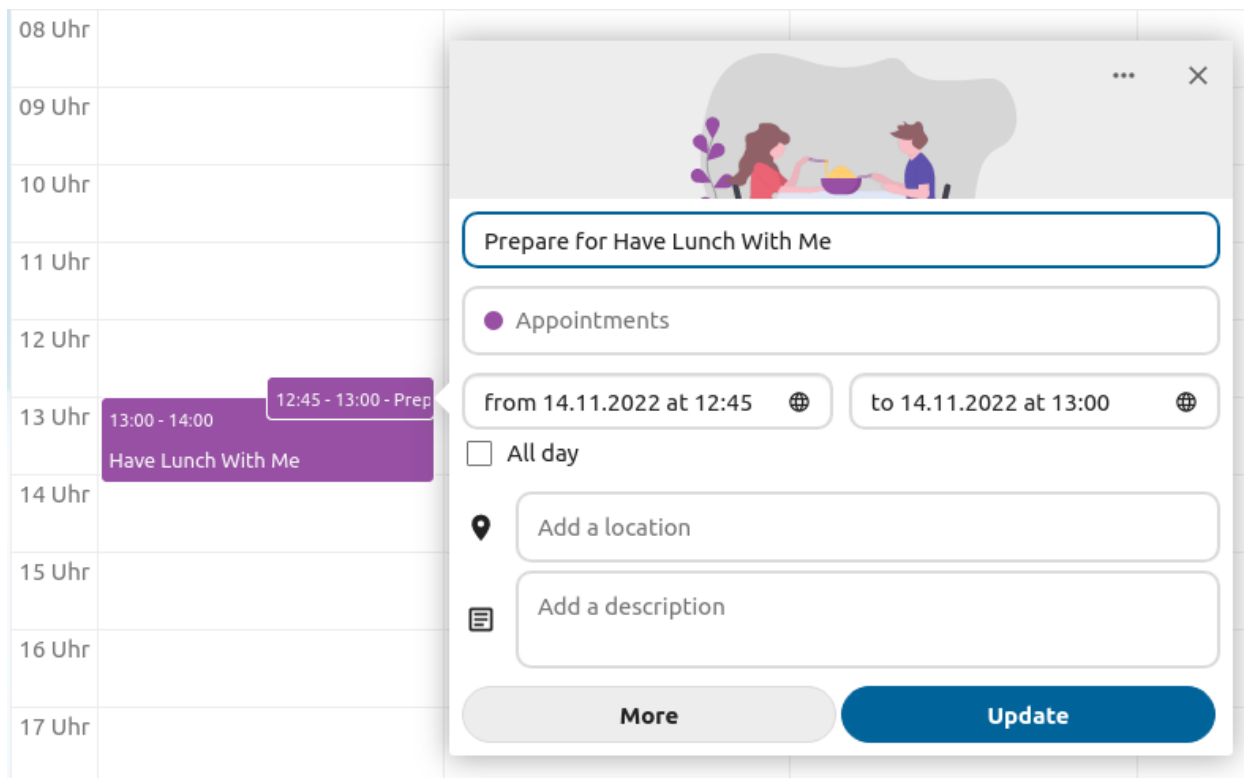 08 Uhr
09 Uhr
10 Uhr
11 Uhr
12 Uhr
13 Uhr
14 Uhr
15 Uhr
16 Uhr
17 Uhr
12:45 - 13:00 - Prep
13:00 - 14:00
Have Lunch With Me
Prepare for Have Lunch With Me
Appointments
from 14.11.2022 at 12:45
to 14.11.2022 at 13:00
All day
Add a location
Add a description
More
Update